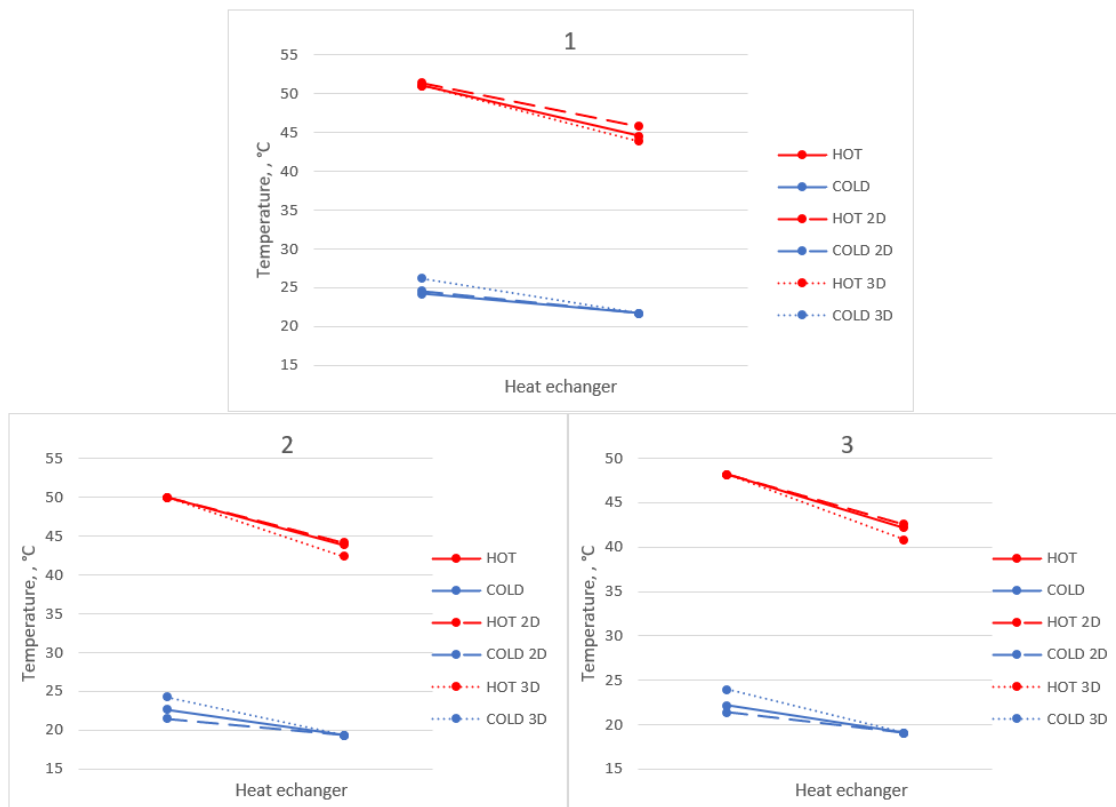 1
55
50
45
40
35
30
25
20
15
Temperature, , °C
Heat echanger
HOT
COLD
HOT 2D
COLD 2D
HOT 3D
COLD 3D
2
55
50
45
40
35
30
25
20
15
Temperature, , °C
Heat echanger
HOT
COLD
HOT 2D
COLD 2D
HOT 3D
COLD 3D
3
50
45
40
35
30
25
20
15
Temperature, , °C
Heat echanger
HOT
COLD
HOT 2D
COLD 2D
HOT 3D
COLD 3D